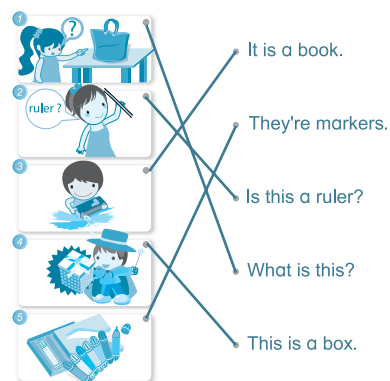 1
?
It is a book.
2
ruler ?
They're markers.
3
Is this a ruler?
4
What is this?
5
This is a box.